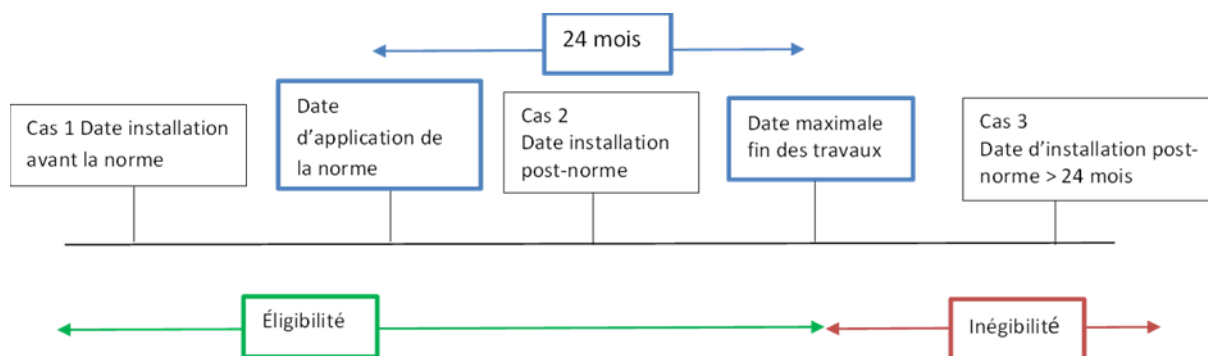 24 mois
Cas 1 Date installation
avant la norme
Date
d’application de
la norme
Cas 2
Date installation
post-norme
Date maximale
fin des travaux
Cas 3
Date d’installation post-
norme > 24 mois
Éligibilité
Inégibilité